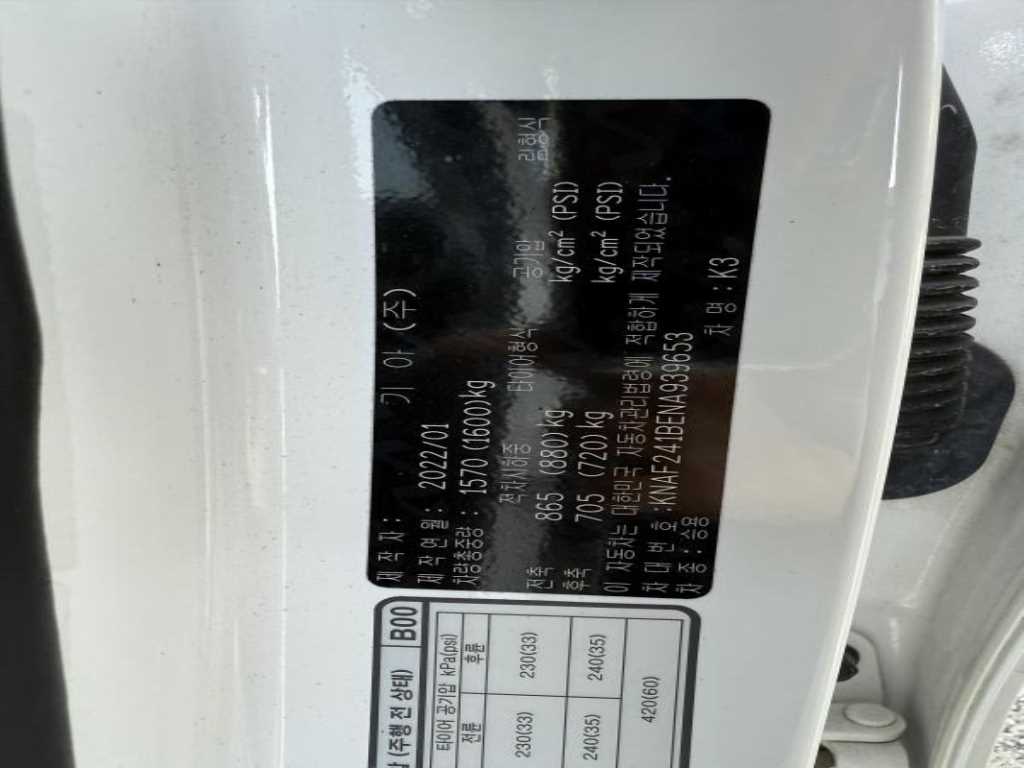 제 작 자 : 기 아 (주)
제 작 연 월 : 2022/01
차량총중량 : 1570 (1600)kg
적차시하중 타이어형식 공기압 림형식
전축 865 (880) kg kg/cm² (PSI)
후축 705 (720) kg kg/cm² (PSI)
이 자동차는 대한민국 자동차관리법령에 적합하게 제작되었습니다.
차 대 번 호 : KNAF241BENA939653
차 종 : 승용 차 명 : K3
(주행 전 상태) B00
타이어 공기압 kPa(psi)
전륜 후륜
230(33) 230(33)
240(35) 240(35)
420(60)